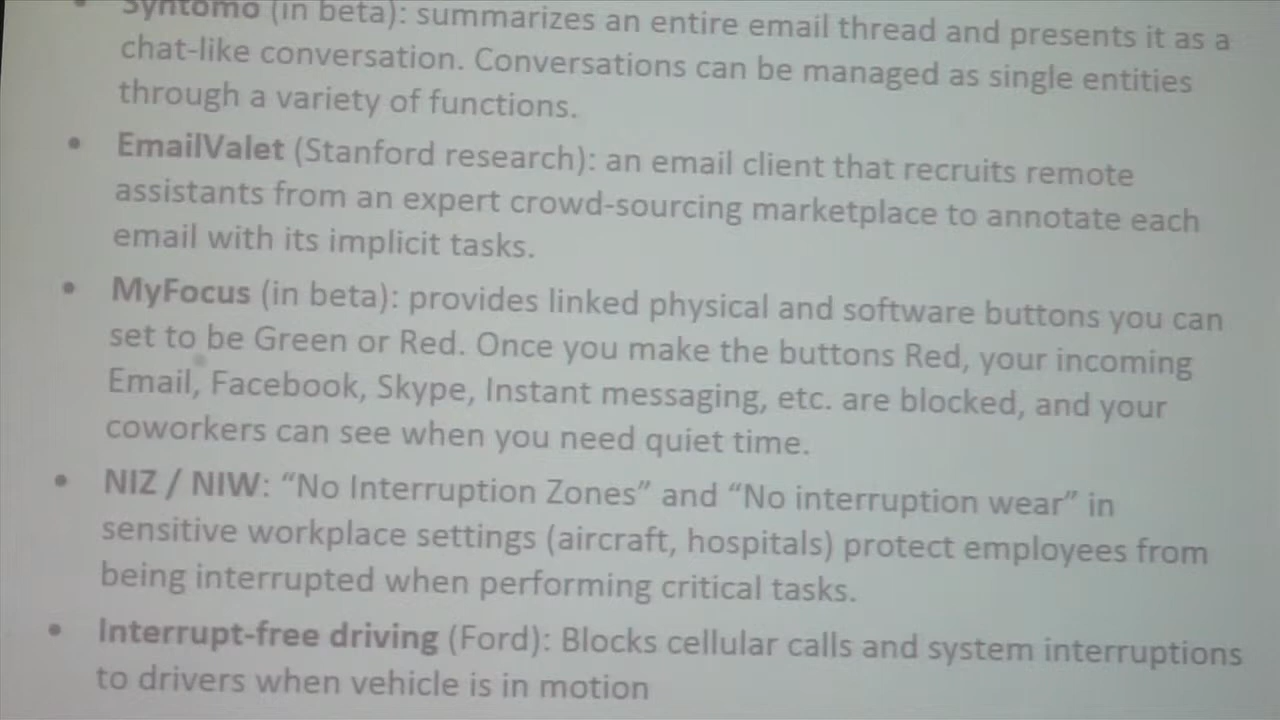 • Syntomo (in beta): summarizes an entire email thread and presents it as a
chat-like conversation. Conversations can be managed as single entities
through a variety of functions.
• EmailValet (Stanford research): an email client that recruits remote
assistants from an expert crowd-sourcing marketplace to annotate each
email with its implicit tasks.
• MyFocus (in beta): provides linked physical and software buttons you can
set to be Green or Red. Once you make the buttons Red, your incoming
Email, Facebook, Skype, Instant messaging, etc. are blocked, and your
coworkers can see when you need quiet time.
• NIZ / NIW: “No Interruption Zones” and “No interruption wear” in
sensitive workplace settings (aircraft, hospitals) protect employees from
being interrupted when performing critical tasks.
• Interrupt-free driving (Ford): Blocks cellular calls and system interruptions
to drivers when vehicle is in motion